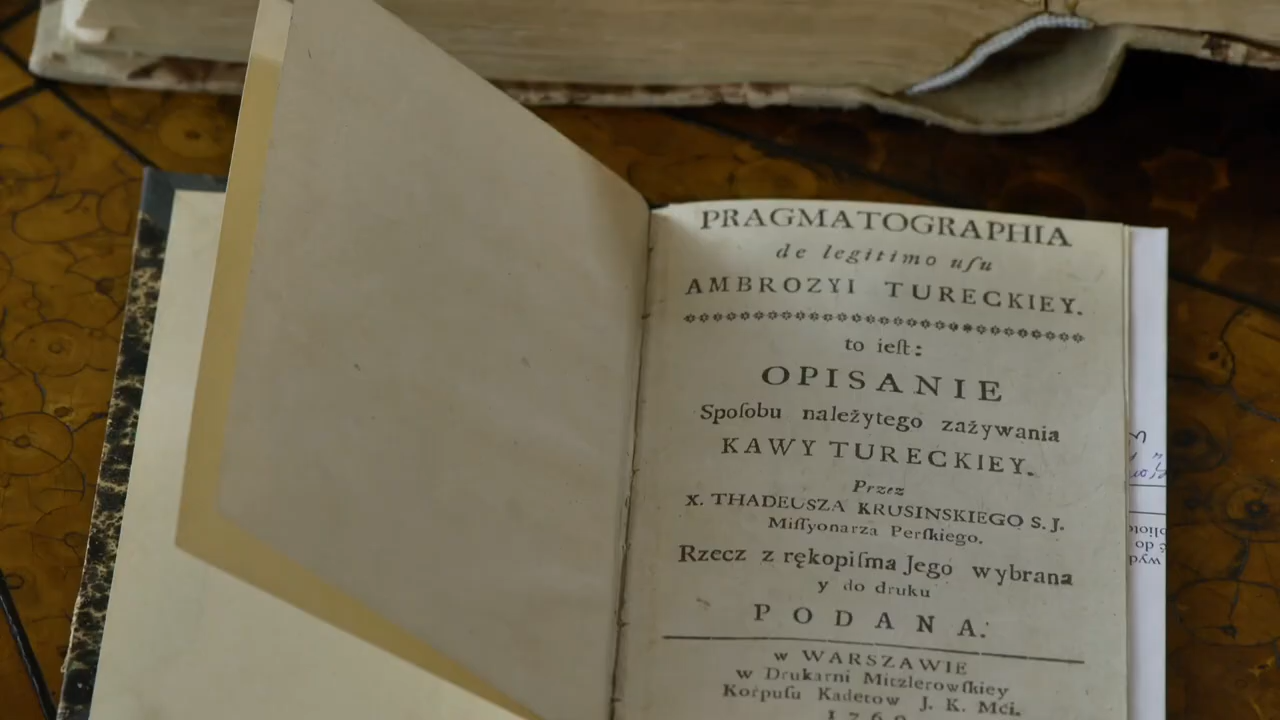 PRAGMATOGRAPHIA
de legitimo uſu
AMBROZYI TURECKIEY.
to ieſt:
OPISANIE
Spoſobu należytego zażywania
KAWY TURECKIEY.
Przez
X. THADEUSZA KRUSINSKIEGO S. J.
Miſſyonarza Perſkiego.
Rzecz z rękopiſma Jego wybrana
y do druku
PODANA.
w WARSZAWIE
w Drukarni Mitzlerowſkiey
Korpuſu Kadetow J. K. Mći.